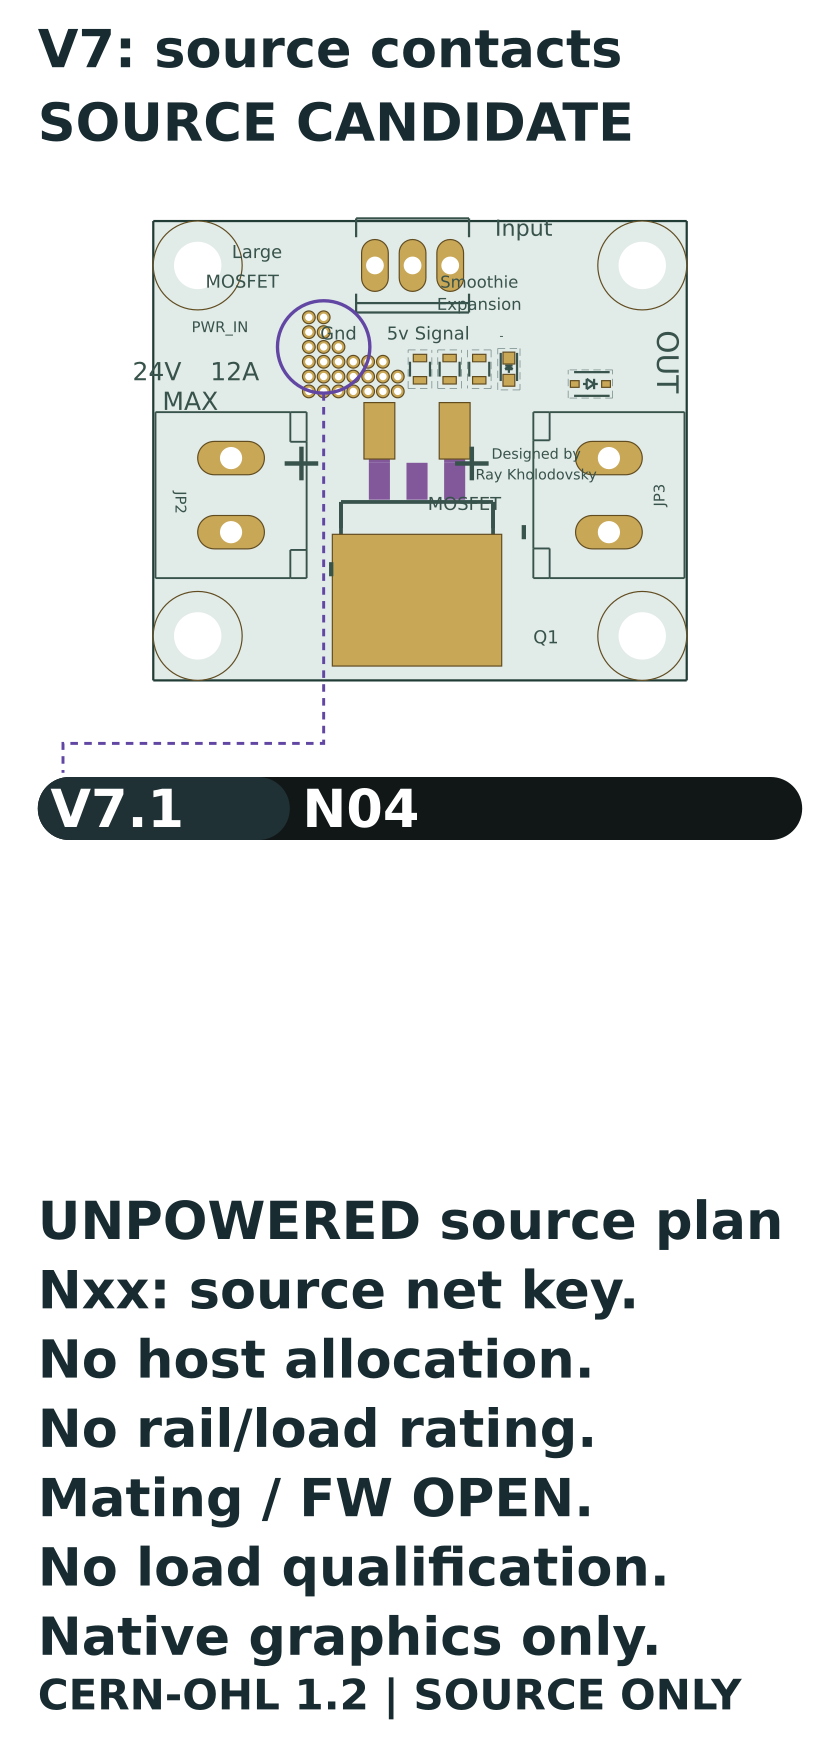 V7: source contacts
SOURCE CANDIDATE
Input
Large
MOSFET
Smoothie
Expansion
PWR_IN
Gnd 5v Signal
-
24V 12A
MAX
OUT
+
+
Designed by
Ray Kholodovsky
JP2
JP3
MOSFET
-
-
Q1
V7.1 N04
UNPOWERED source plan
Nxx: source net key.
No host allocation.
No rail/load rating.
Mating / FW OPEN.
No load qualification.
Native graphics only.
CERN-OHL 1.2 | SOURCE ONLY